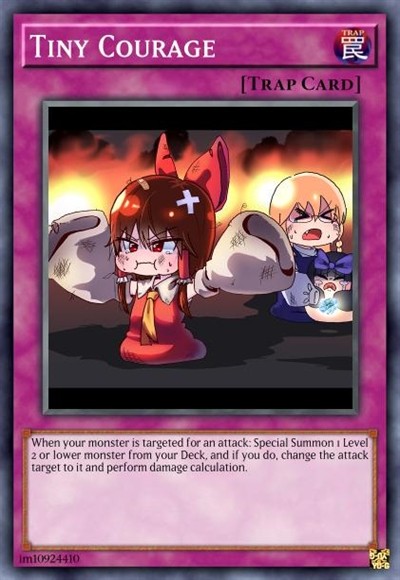 Tiny Courage
TRAP
罠
[Trap Card]
When your monster is targeted for an attack: Special Summon 1 Level
2 or lower monster from your Deck, and if you do, change the attack
target to it and perform damage calculation.
im10924410